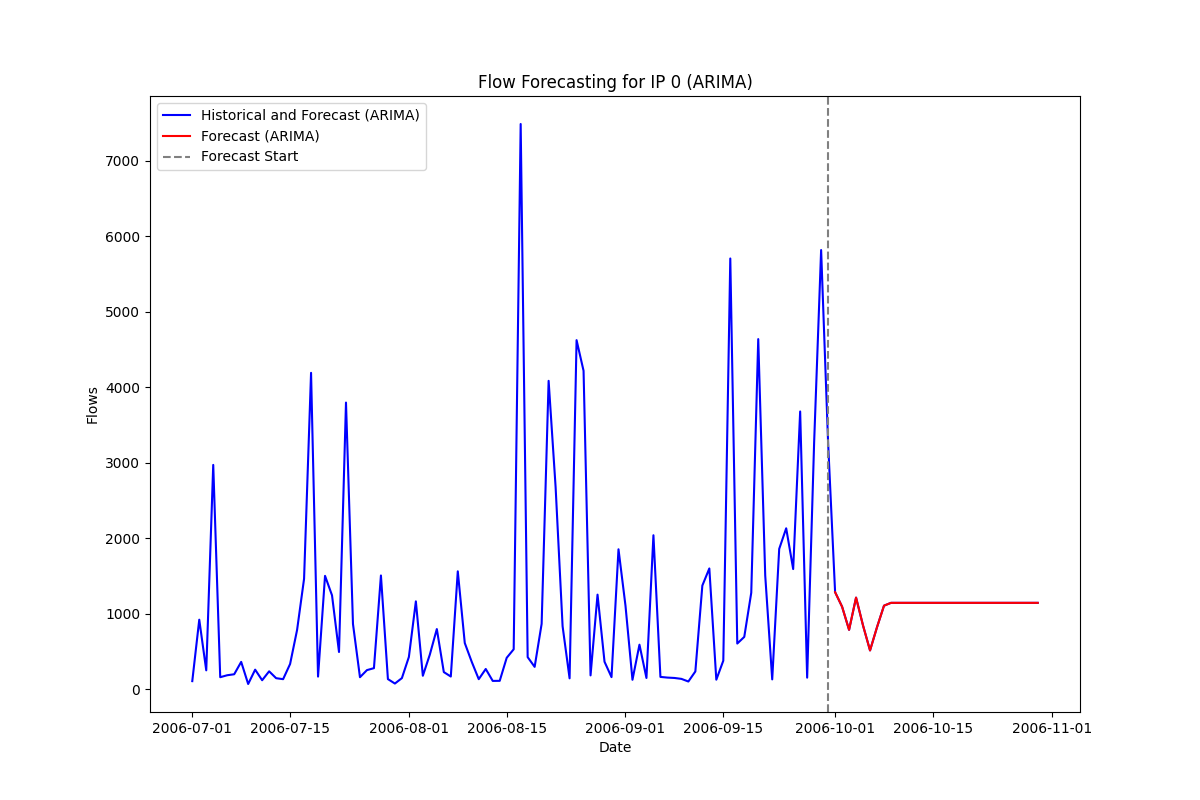 Flow Forecasting for IP 0 (ARIMA)
Historical and Forecast (ARIMA)
Forecast (ARIMA)
Forecast Start
7000
6000
5000
4000
3000
2000
1000
0
Flows
2006-07-01 2006-07-15 2006-08-01 2006-08-15 2006-09-01 2006-09-15 2006-10-01 2006-10-15 2006-11-01
Date